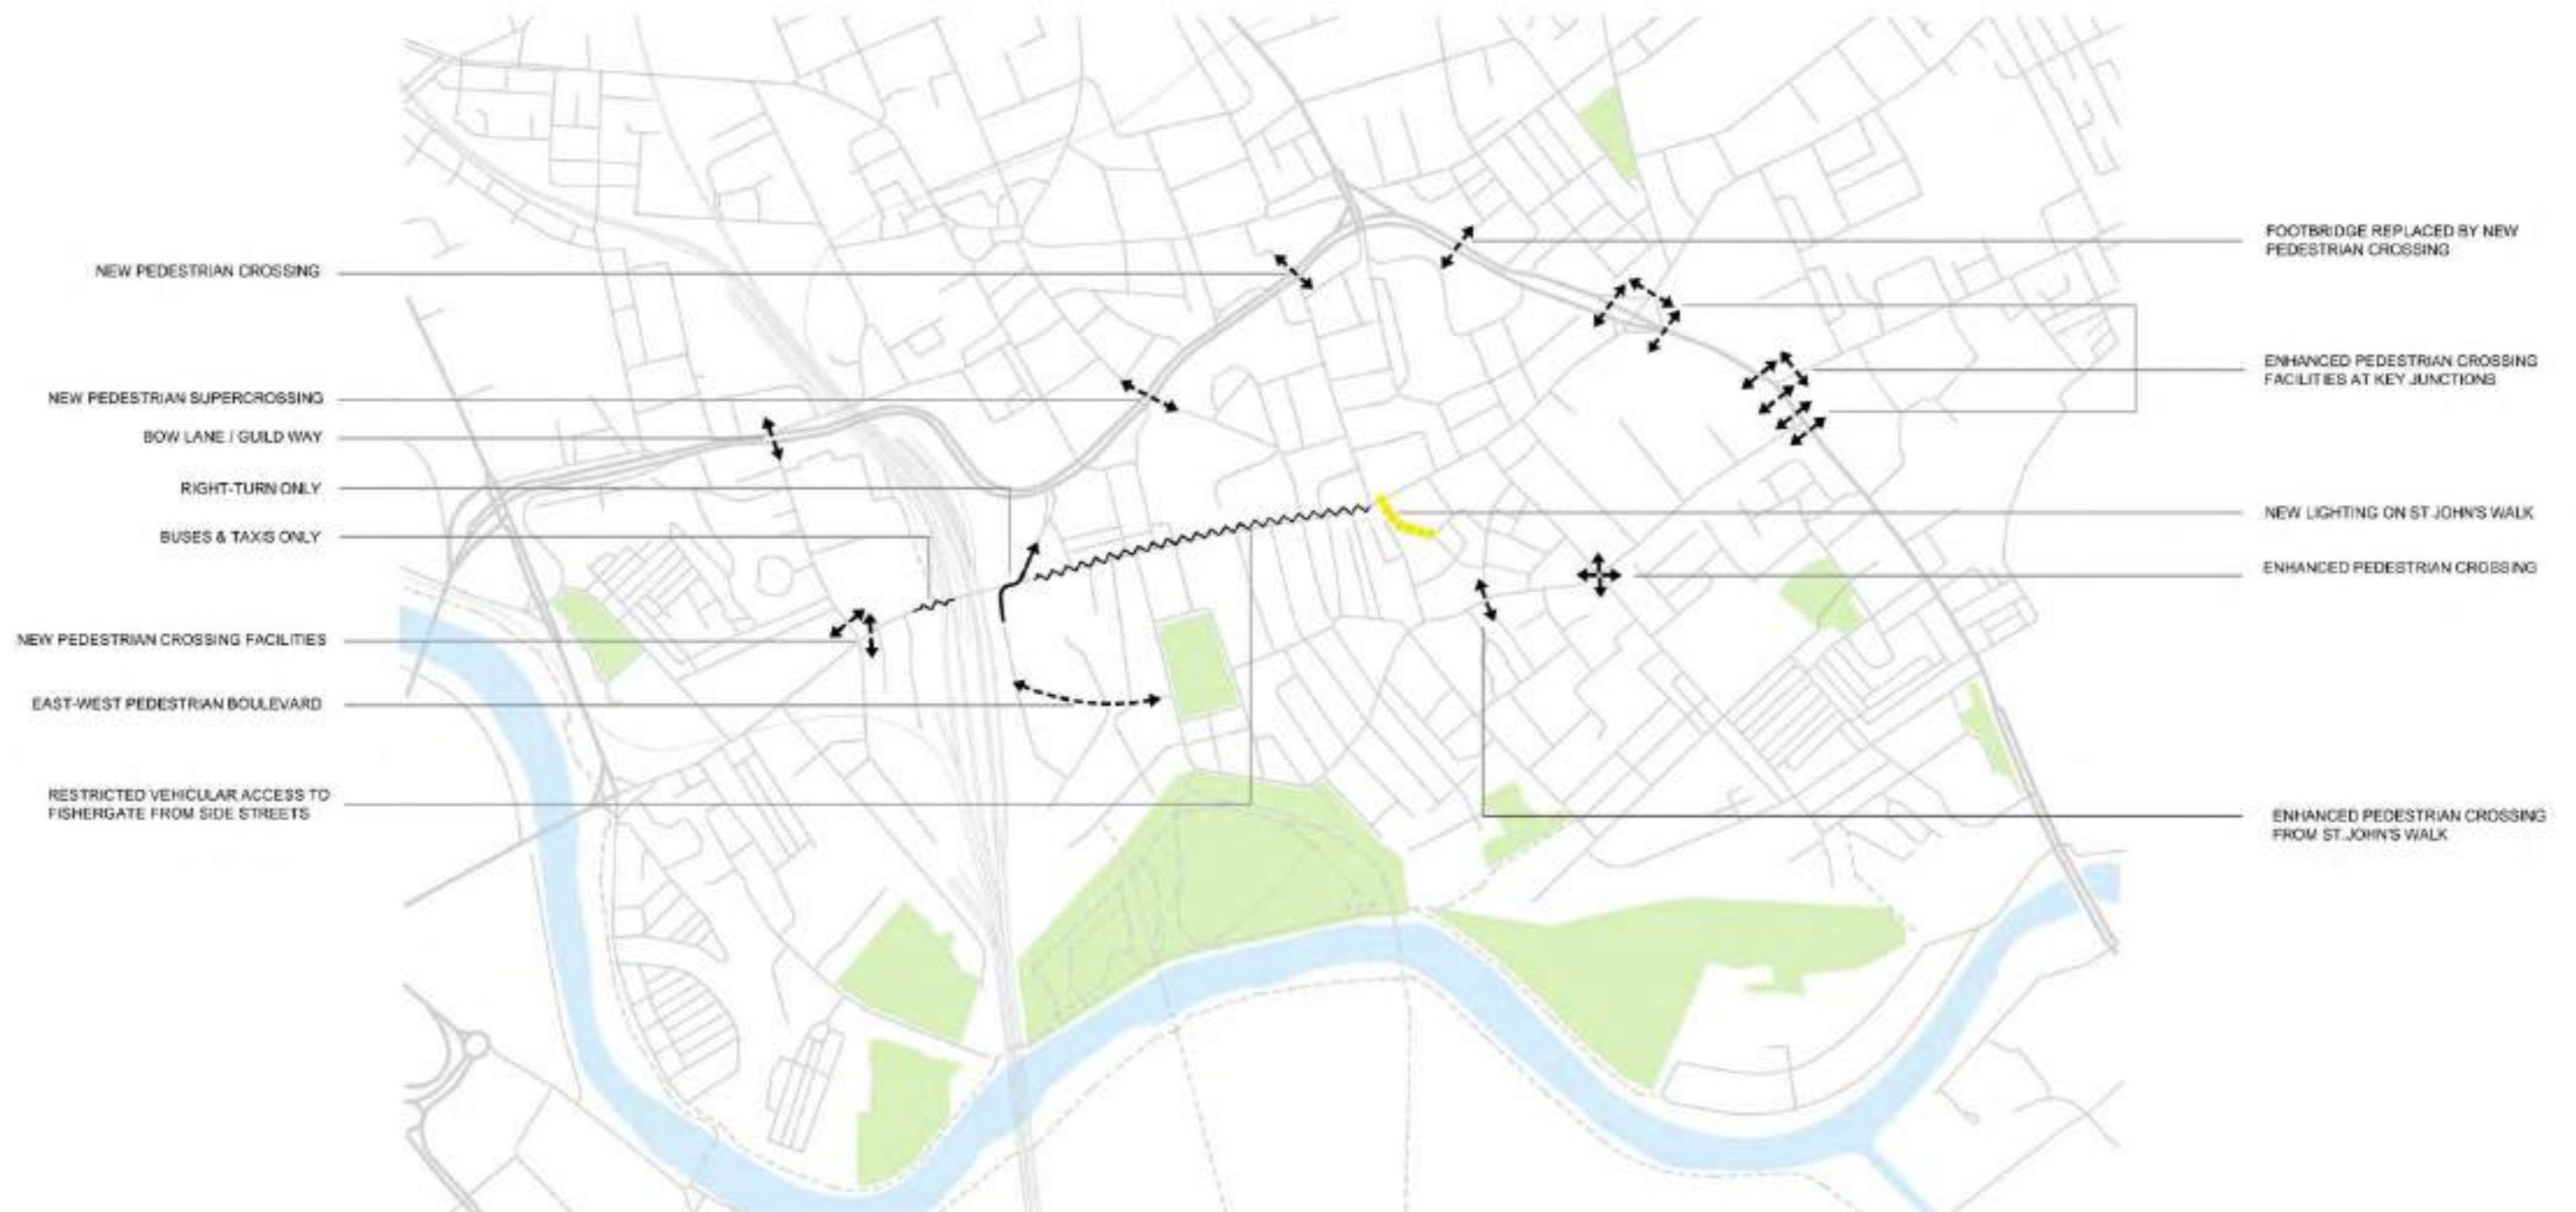 NEW PEDESTRIAN CROSSING
NEW PEDESTRIAN SUPERCROSSING
BOW LANE / GUILD WAY
RIGHT-TURN ONLY
BUSES & TAXIS ONLY
NEW PEDESTRIAN CROSSING FACILITIES
EAST-WEST PEDESTRIAN BOULEVARD
RESTRICTED VEHICULAR ACCESS TO
FISHERGATE FROM SIDE STREETS
FOOTBRIDGE REPLACED BY NEW
PEDESTRIAN CROSSING
ENHANCED PEDESTRIAN CROSSING
FACILITIES AT KEY JUNCTIONS
NEW LIGHTING ON ST JOHN'S WALK
ENHANCED PEDESTRIAN CROSSING
ENHANCED PEDESTRIAN CROSSING
FROM ST.JOHN'S WALK